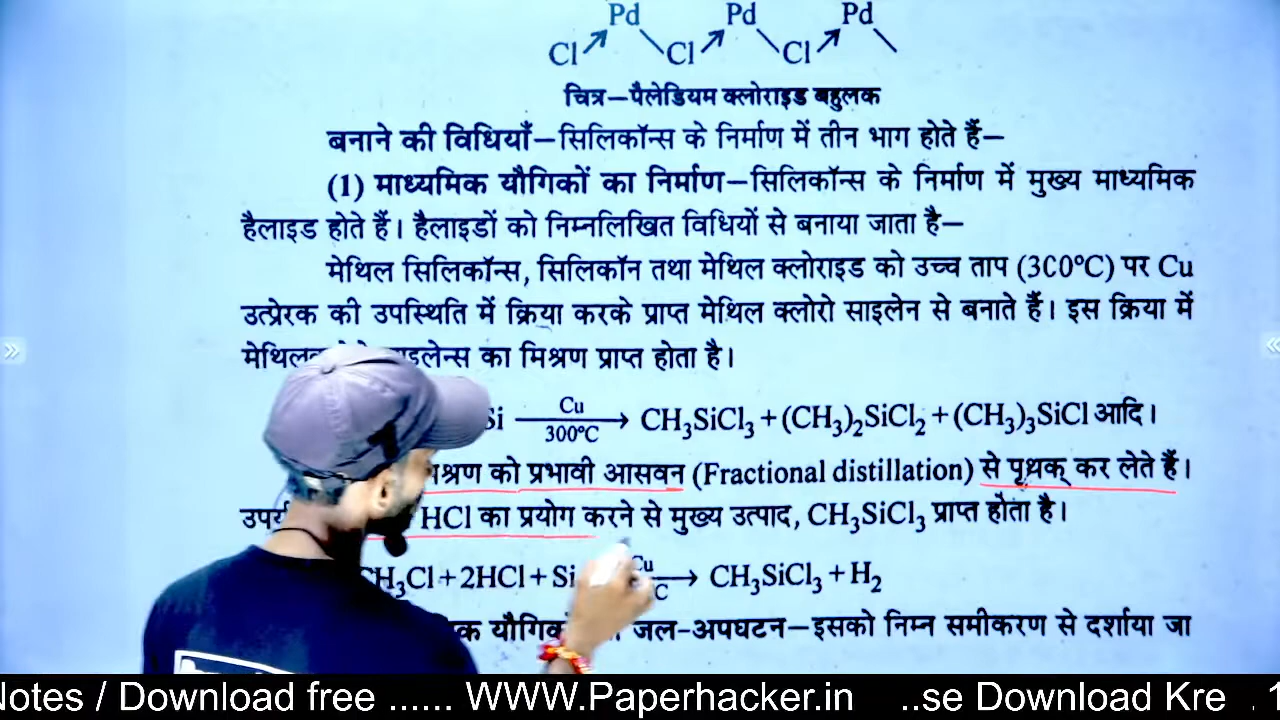 Pd Pd Pd
Cl Cl Cl
चित्र–पैलेडियम क्लोराइड बहुलक
बनाने की विधियाँ–सिलिकॉन्स के निर्माण में तीन भाग होते हैं–
(1) माध्यमिक यौगिकों का निर्माण–सिलिकॉन्स के निर्माण में मुख्य माध्यमिक
हैलाइड होते हैं। हैलाइडों को निम्नलिखित विधियों से बनाया जाता है–
मेथिल सिलिकॉन्स, सिलिकॉन तथा मेथिल क्लोराइड को उच्च ताप (300°C) पर Cu
उत्प्रेरक की उपस्थिति में क्रिया करके प्राप्त मेथिल क्लोरो साइलेन से बनाते हैं। इस क्रिया में
का मिश्रण प्राप्त होता है।
Si Cu 300°C → CH₃SiCl₃ + (CH₃)₂SiCl₂ + (CH₃)₃SiCl आदि।
को प्रभावी आसवन (Fractional distillation) से पृथक् कर लेते हैं।
HCl का प्रयोग करने से मुख्य उत्पाद, CH₃SiCl₃ प्राप्त होता है।
CH₃Cl + 2HCl + Si Cu → CH₃SiCl₃ + H₂
जल-अपघटन–इसको निम्न समीकरण से दर्शाया जा
Notes / Download free ...... WWW.Paperhacker.in ..se Download Kre .